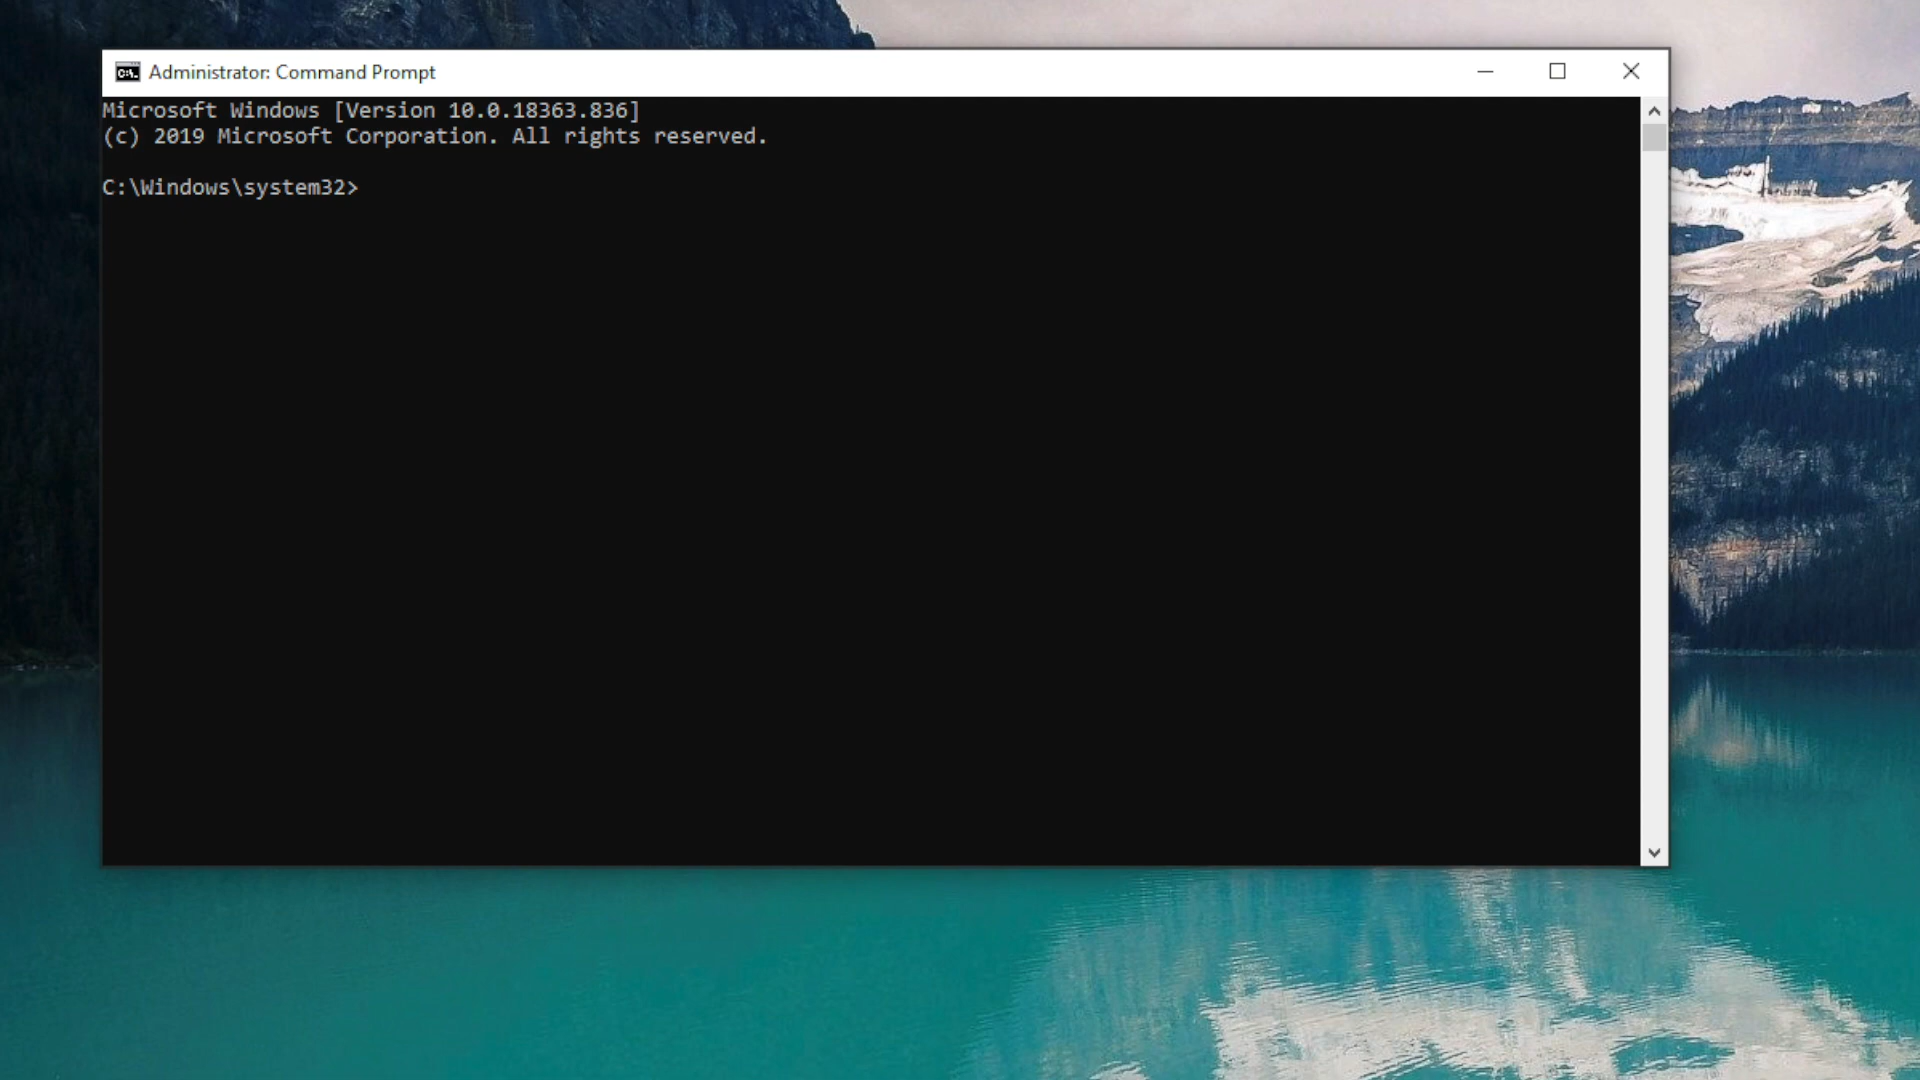 Administrator: Command Prompt
Microsoft Windows [Version 10.0.18363.836]
(c) 2019 Microsoft Corporation. All rights reserved.
C:\Windows\system32>